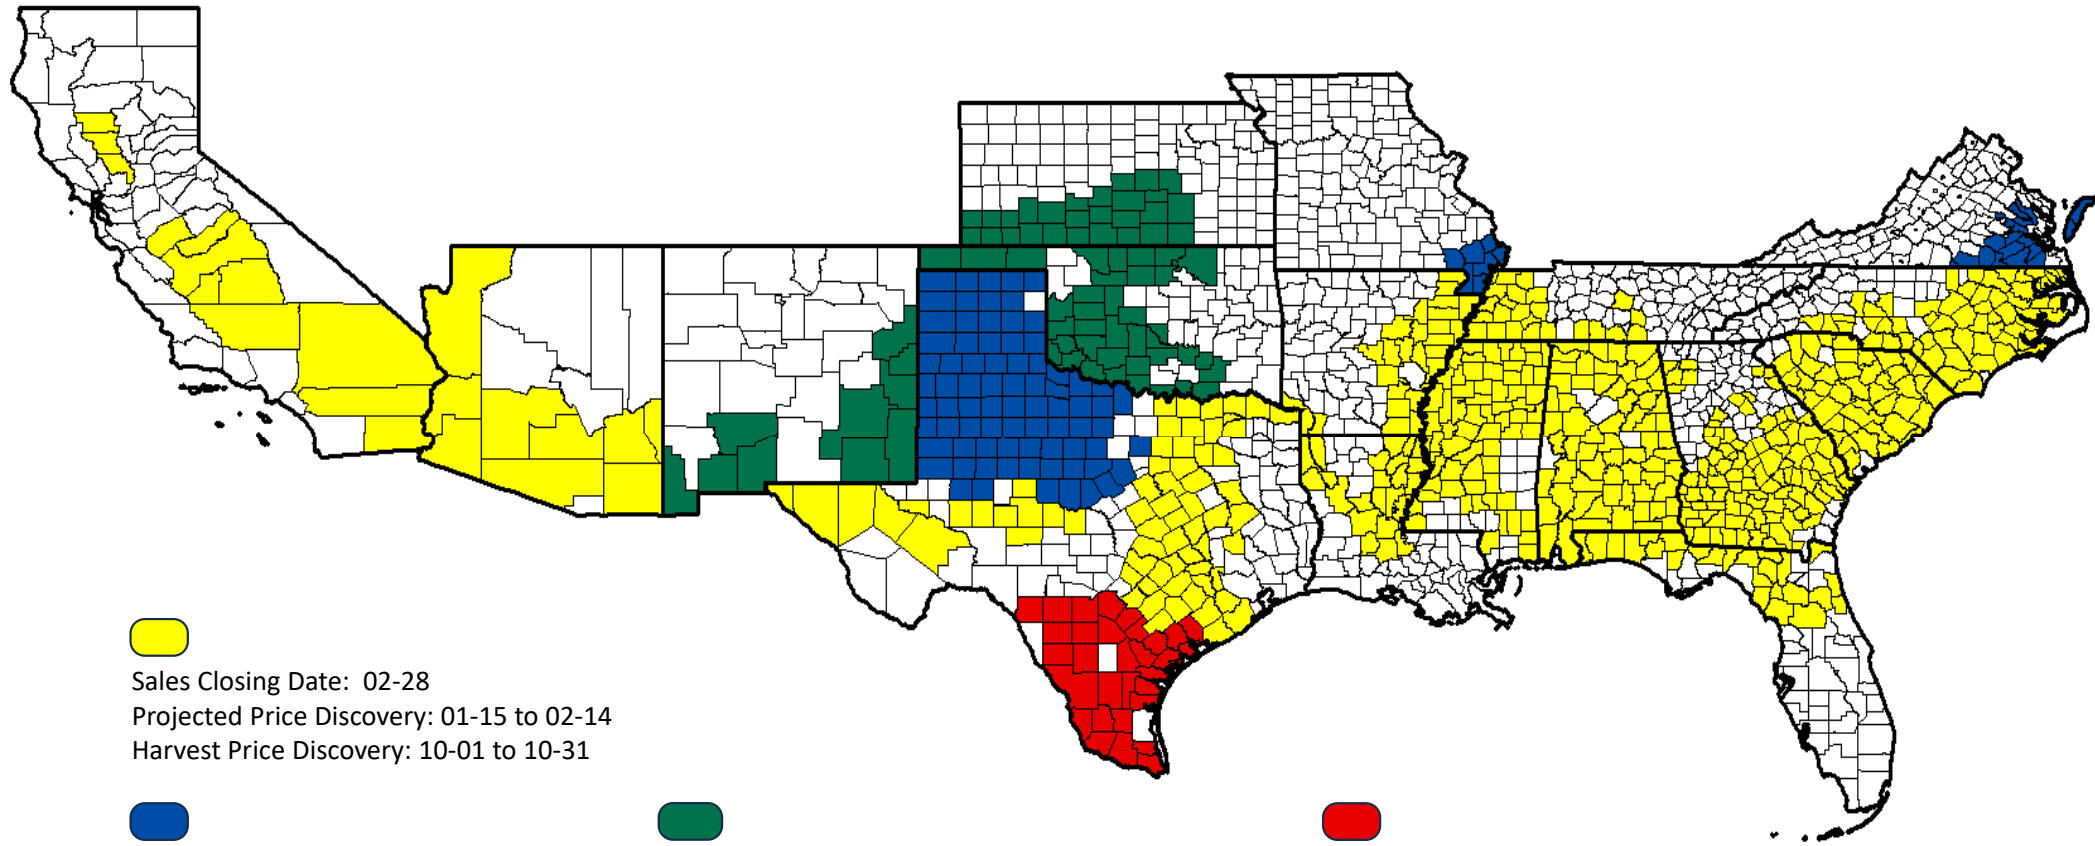 Sales Closing Date: 02-28
Projected Price Discovery: 01-15 to 02-14
Harvest Price Discovery: 10-01 to 10-31